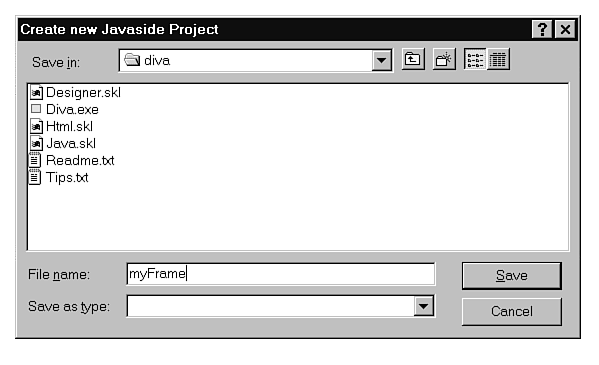 Create new Javaside Project
Save in: diva
Designer.skl
Diva.exe
Html.skl
Java.skl
Readme.txt
Tips.txt
File name: myFrame Save
Save as type: Cancel